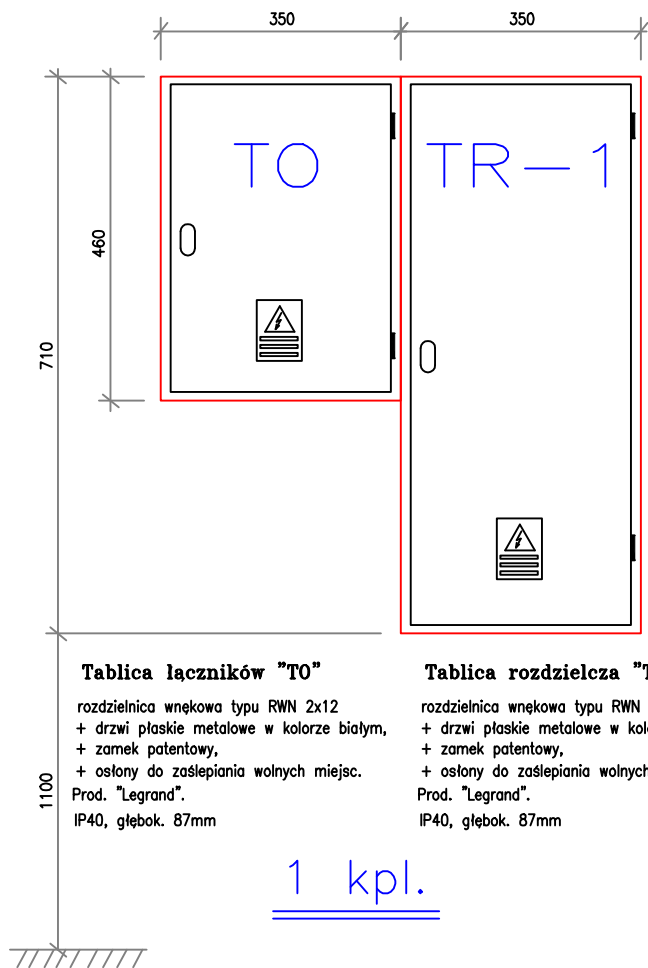 350
350
TO
TR-1
460
710
Tablica łączników "TO"
rozdzielnica wnękowa typu RWN 2x12
+ drzwi płaskie metalowe w kolorze białym,
+ zamek patentowy,
+ osłony do zaślepiania wolnych miejsc.
Prod. "Legrand".
IP40, głębok. 87mm
Tablica rozdzielcza "T
rozdzielnica wnękowa typu RWN
+ drzwi płaskie metalowe w kol
+ zamek patentowy,
+ osłony do zaślepiania wolnych
Prod. "Legrand".
IP40, głębok. 87mm
1100
1 kpl.